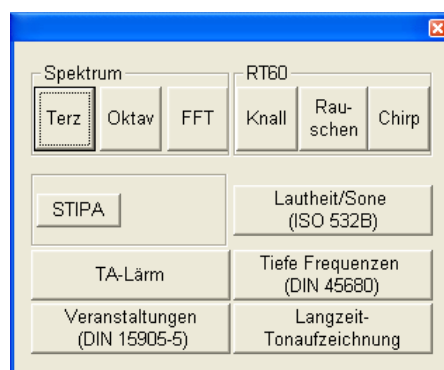 Spektrum
RT60
Terz
Oktav
FFT
Knall
Rau-
schen
Chirp
STIPA
Lautheit/Sone
(ISO 532B)
TA-Lärm
Tiefe Frequenzen
(DIN 45680)
Veranstaltungen
(DIN 15905-5)
Langzeit-
Tonaufzeichnung